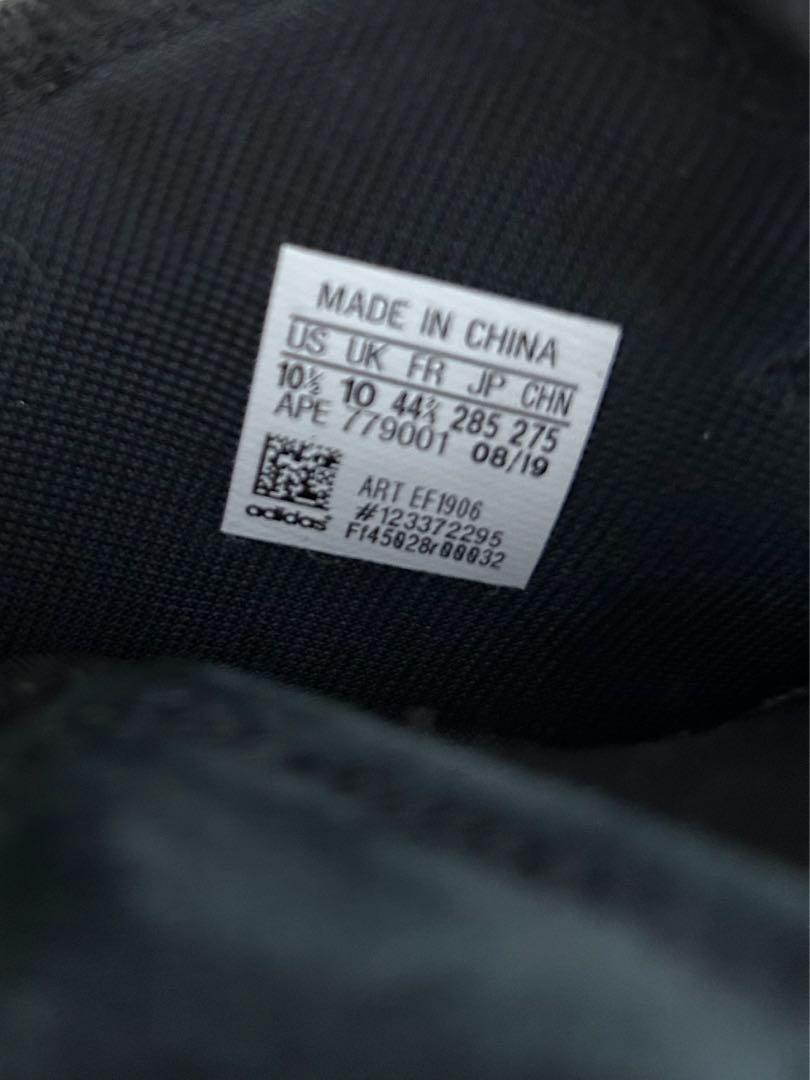 MADE IN CHINA
US UK FR JP CHN
10½ 10 44⅔ 285 275
APE 779001 08/19
ART EF1906
#123372295
adidas
F145028r00032